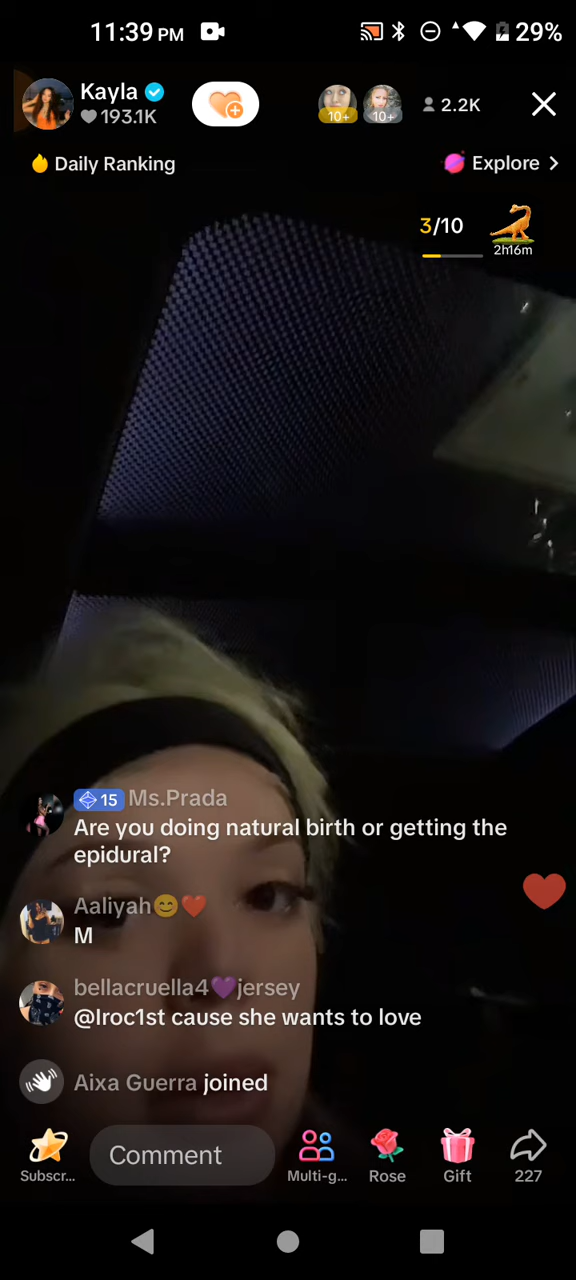 11:39 PM
29%
Kayla
193.1K
10+
10+
2.2K
Daily Ranking
Explore >
3/10
2h16m
15 Ms.Prada
Are you doing natural birth or getting the
epidural?
Aaliyah😊❤️
M
bellacruella4💜jersey
@Iroc1st cause she wants to love
Aixa Guerra joined
Subscr...
Comment
Multi-g...
Rose
Gift
227